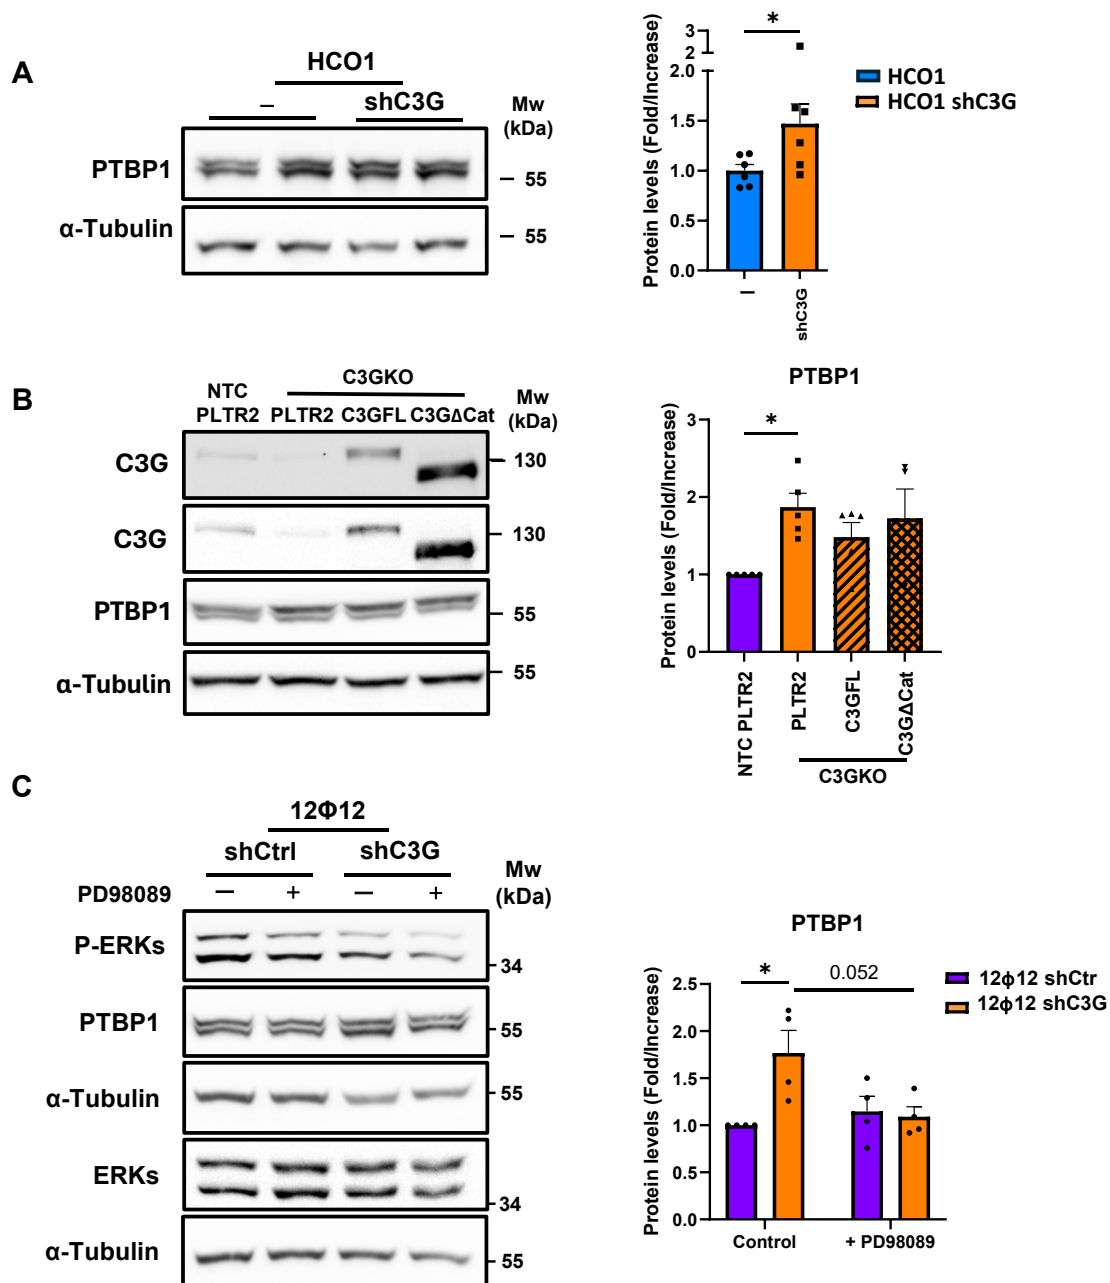 A
HCO1
– shC3G
Mw
(kDa)
PTBP1
55
α-Tubulin
55
Protein levels (Fold/Increase)
3
2
2.0
1.5
1.0
0.5
0.0
*
– shC3G
HCO1
HCO1 shC3G
B
C3GKO
NTC
PLTR2 PLTR2 C3GFL C3GΔCat
Mw
(kDa)
C3G
130
C3G
130
PTBP1
55
α-Tubulin
55
PTBP1
Protein levels (Fold/Increase)
3
2
1
0
*
NTC PLTR2 PLTR2 C3GFL C3GΔCat
C3GKO
C
12Φ12
shCtrl shC3G
Mw
(kDa)
PD98089 – + – +
P-ERKs
34
PTBP1
55
α-Tubulin
55
ERKs
34
α-Tubulin
55
PTBP1
Protein levels (Fold/Increase)
2.5
2.0
1.5
1.0
0.5
0.0
*
0.052
Control + PD98089
12ϕ12 shCtr
12ϕ12 shC3G